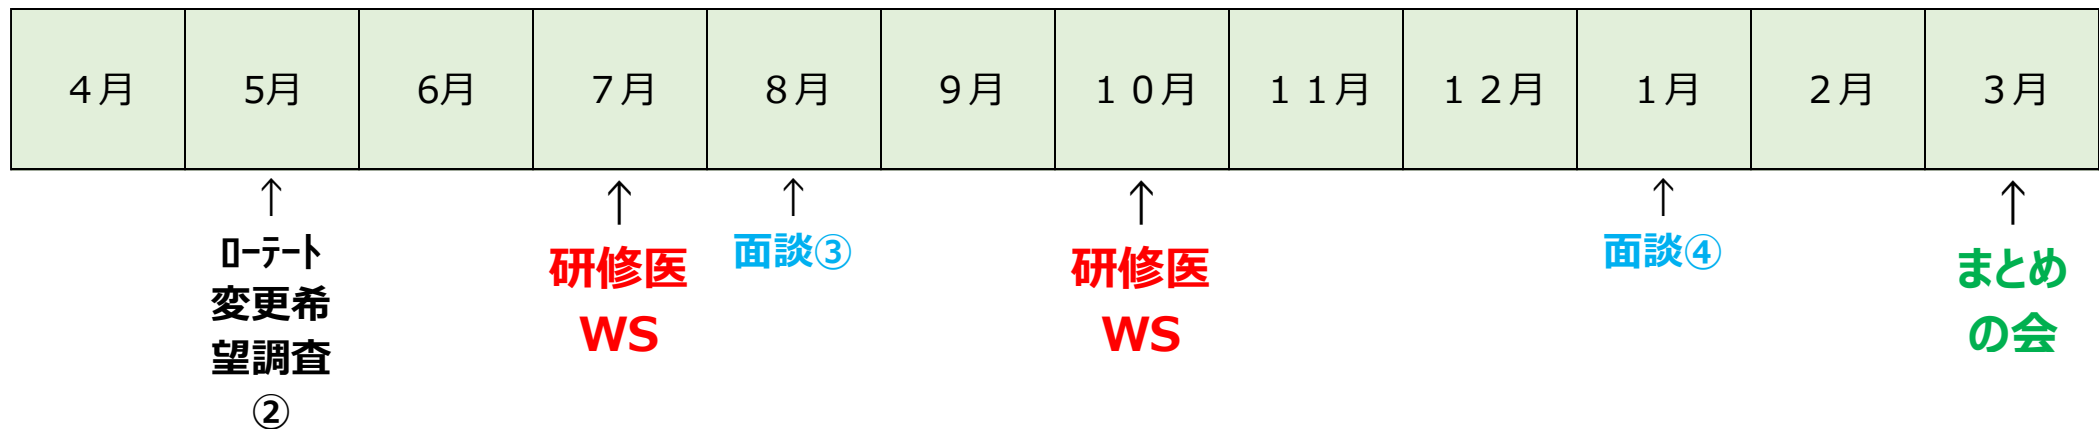 ４月 5月 6月 ７月 ８月 ９月 １０月 １１月 １２月 １月 ２月 ３月
↑ ↑ ↑ ↑ ↑ ↑
ﾛｰﾃｰﾄ
変更希
望調査
②
研修医
WS
面談③
研修医
WS
面談④
まとめ
の会